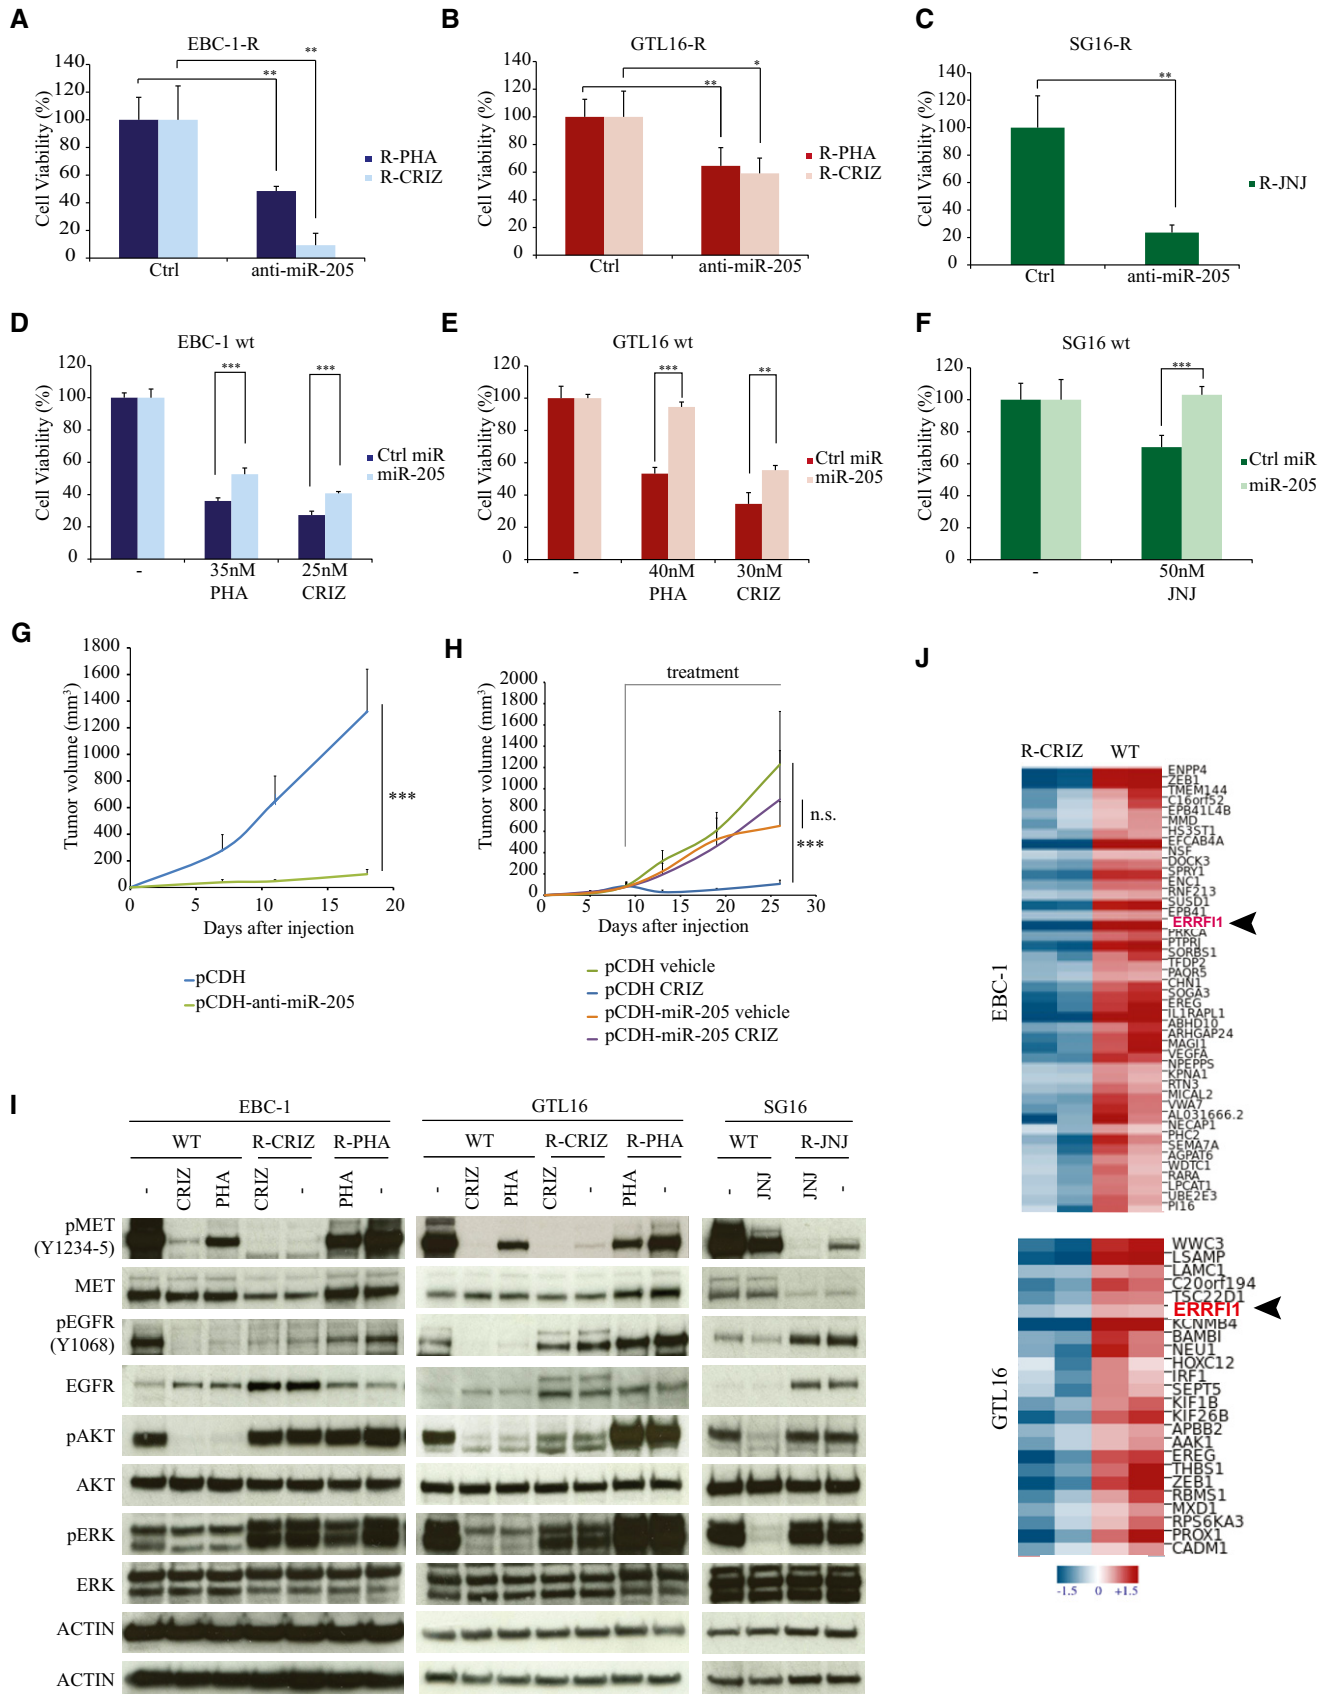 A
EBC-1-R
Cell Viability (%)
140
120
100
80
60
40
20
0
**
**
Ctrl
anti-miR-205
R-PHA
R-CRIZ
B
GTL16-R
Cell Viability (%)
140
120
100
80
60
40
20
0
**
*
Ctrl
anti-miR-205
R-PHA
R-CRIZ
C
SG16-R
Cell Viability (%)
140
120
100
80
60
40
20
0
**
Ctrl
anti-miR-205
R-JNJ
D
EBC-1 wt
Cell Viability (%)
120
100
80
60
40
20
0
***
***
-
35nM
PHA
25nM
CRIZ
Ctrl miR
miR-205
E
GTL16 wt
Cell Viability (%)
120
100
80
60
40
20
0
***
**
-
40nM
PHA
30nM
CRIZ
Ctrl miR
miR-205
F
SG16 wt
Cell Viability (%)
120
100
80
60
40
20
0
***
-
50nM
JNJ
Ctrl miR
miR-205
G
Tumor volume (mm³)
1800
1600
1400
1200
1000
800
600
400
200
0
0 5 10 15 20
Days after injection
***
pCDH
pCDH-anti-miR-205
H
treatment
Tumor volume (mm³)
2000
1800
1600
1400
1200
1000
800
600
400
200
0
0 5 10 15 20 25 30
Days after injection
n.s.
***
pCDH vehicle
pCDH CRIZ
pCDH-miR-205 vehicle
pCDH-miR-205 CRIZ
I
EBC-1
WT R-CRIZ R-PHA
- CRIZ PHA CRIZ - PHA -
GTL16
WT R-CRIZ R-PHA
- CRIZ PHA CRIZ - PHA -
SG16
WT R-JNJ
- JNJ JNJ -
pMET
(Y1234-5)
MET
pEGFR
(Y1068)
EGFR
pAKT
AKT
pERK
ERK
ACTIN
ACTIN
J
R-CRIZ WT
EBC-1
ENPP4
ZEB1
TMEM144
C16orf52
EPB41L4B
MMD
HS3ST1
EFCAB4A
NSF
DOCK3
SPRY1
ENC1
RNF213
SUSD1
EPB41
ERRFI1
PRKCA
PTPRJ
SORBS1
TFDP2
PAQR5
CHN1
SOGA3
EREG
IL1RAPL1
ABHD10
ARHGAP24
MAGI1
VEGFA
NPEPPS
KPNA1
RTN3
MICAL2
VWA7
AL031666.2
NECAP1
PHC2
SEMA7A
AGPAT6
WDTC1
RARA
LPCAT1
UBE2E3
PI16
GTL16
WWC3
LSAMP
LAMC1
C20orf194
TSC22D1
ERRFI1
KCNMB4
BAMBI
NEU1
HOXC12
IRF1
SEPT5
KIF1B
KIF26B
APBB2
AAK1
EREG
THBS1
ZEB1
RBMS1
MXD1
RPS6KA3
PROX1
CADM1
-1.5 0 +1.5